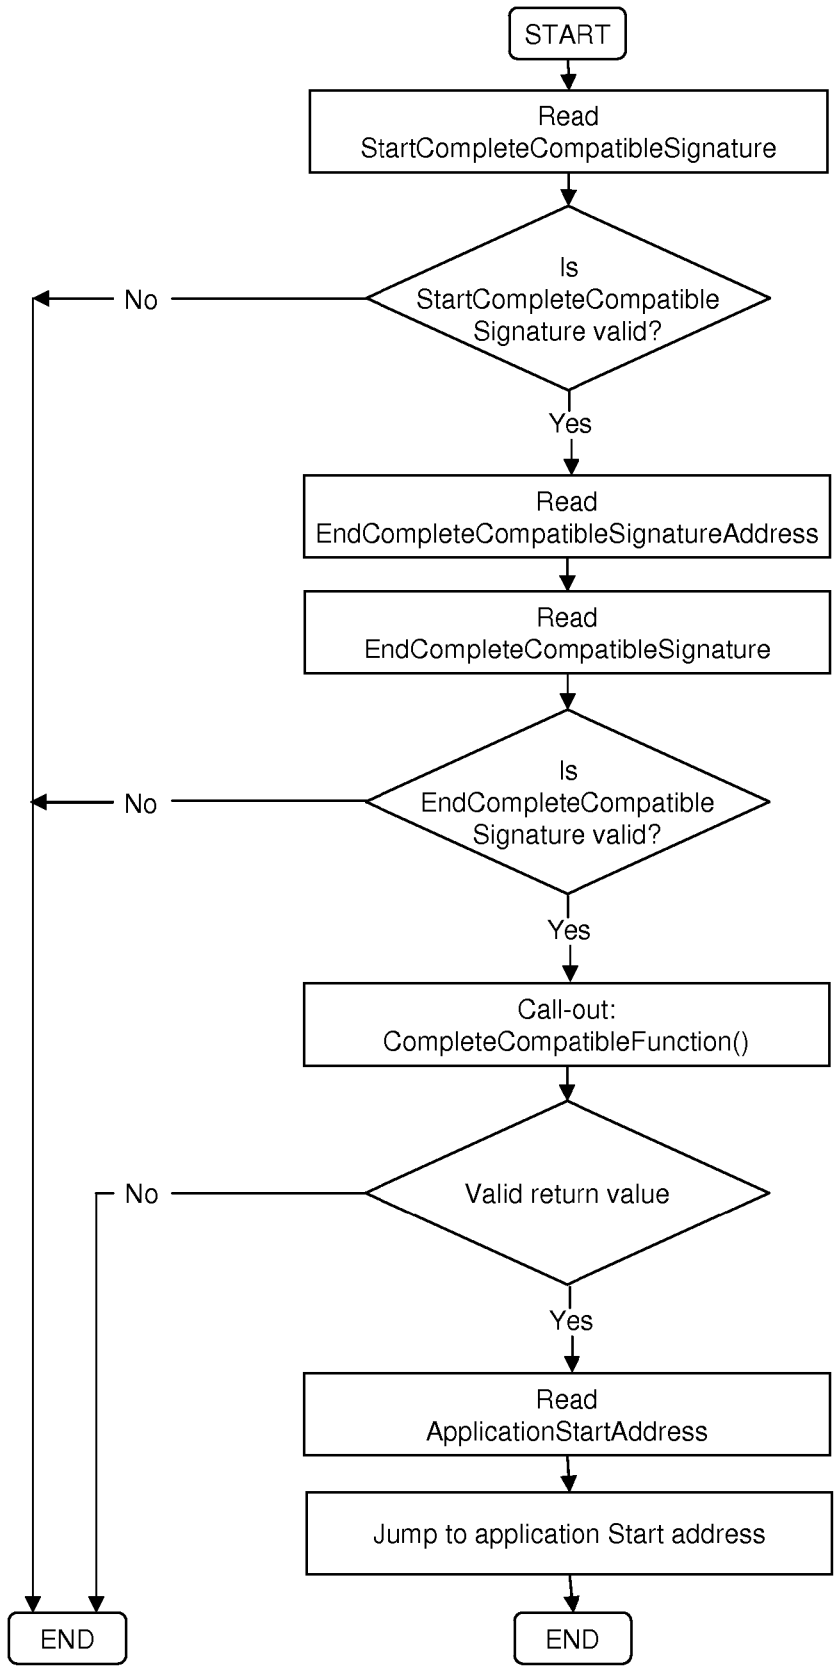 START
Read
StartCompleteCompatibleSignature
Is
StartCompleteCompatible
Signature valid?
No
Yes
Read
EndCompleteCompatibleSignatureAddress
Read
EndCompleteCompatibleSignature
Is
EndCompleteCompatible
Signature valid?
No
Yes
Call-out:
CompleteCompatibleFunction()
Valid return value
No
Yes
Read
ApplicationStartAddress
Jump to application Start address
END
END